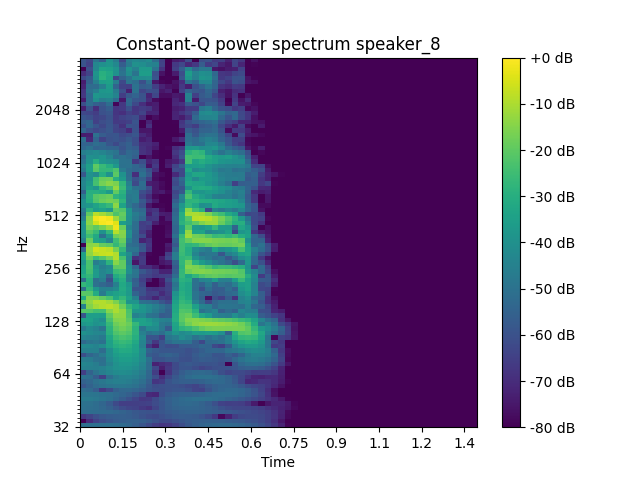 Constant-Q power spectrum speaker_8
Hz
2048
1024
512
256
128
64
32
0 0.15 0.3 0.45 0.6 0.75 0.9 1.1 1.2 1.4
Time
+0 dB
-10 dB
-20 dB
-30 dB
-40 dB
-50 dB
-60 dB
-70 dB
-80 dB